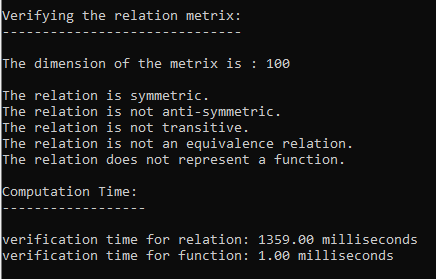 Verifying the relation metrix:
------------------------------
The dimension of the metrix is : 100
The relation is symmetric.
The relation is not anti-symmetric.
The relation is not transitive.
The relation is not an equivalence relation.
The relation does not represent a function.
Computation Time:
------------------
verification time for relation: 1359.00 milliseconds
verification time for function: 1.00 milliseconds